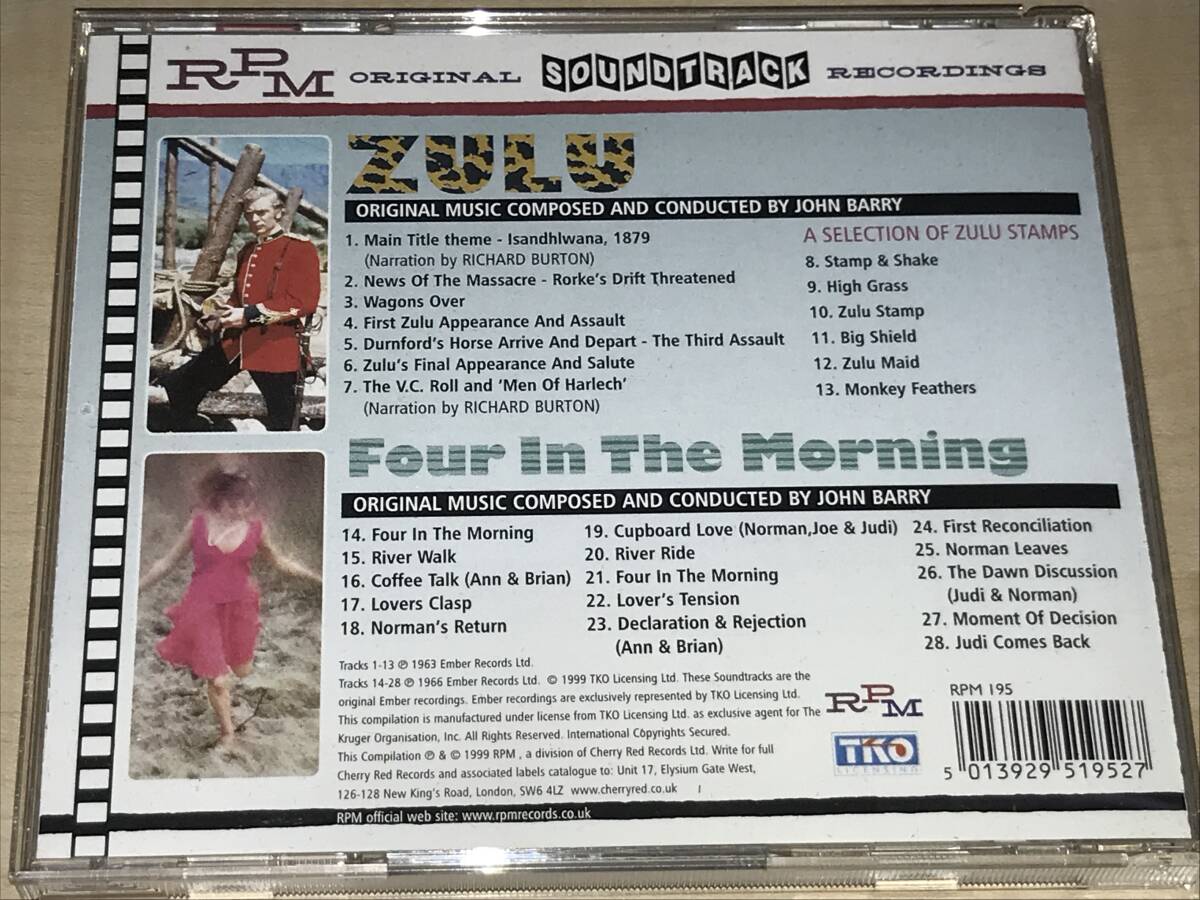 RPM ORIGINAL SOUNDTRACK RECORDINGS
ZULU
ORIGINAL MUSIC COMPOSED AND CONDUCTED BY JOHN BARRY
1. Main Title theme - Isandhlwana, 1879
(Narration by RICHARD BURTON)
2. News Of The Massacre - Rorke's Drift Threatened
3. Wagons Over
4. First Zulu Appearance And Assault
5. Durnford's Horse Arrive And Depart - The Third Assault
6. Zulu's Final Appearance And Salute
7. The V.C. Roll and 'Men Of Harlech'
(Narration by RICHARD BURTON)
A SELECTION OF ZULU STAMPS
8. Stamp & Shake
9. High Grass
10. Zulu Stamp
11. Big Shield
12. Zulu Maid
13. Monkey Feathers
Four In The Morning
ORIGINAL MUSIC COMPOSED AND CONDUCTED BY JOHN BARRY
14. Four In The Morning
15. River Walk
16. Coffee Talk (Ann & Brian)
17. Lovers Clasp
18. Norman's Return
19. Cupboard Love (Norman,Joe & Judi)
20. River Ride
21. Four In The Morning
22. Lover's Tension
23. Declaration & Rejection
(Ann & Brian)
24. First Reconciliation
25. Norman Leaves
26. The Dawn Discussion
(Judi & Norman)
27. Moment Of Decision
28. Judi Comes Back
Tracks 1-13 ℗ 1963 Ember Records Ltd.
Tracks 14-28 ℗ 1966 Ember Records Ltd. © 1999 TKO Licensing Ltd. These Soundtracks are the
original Ember recordings. Ember recordings are exclusively represented by TKO Licensing Ltd.
This compilation is manufactured under license from TKO Licensing Ltd. as exclusive agent for The
Kruger Organisation, Inc. All Rights Reserved. International Copyrights Secured.
This Compilation ℗ & © 1999 RPM , a division of Cherry Red Records Ltd. Write for full
Cherry Red Records and associated labels catalogue to: Unit 17, Elysium Gate West,
126-128 New King's Road, London, SW6 4LZ www.cherryred.co.uk
RPM official web site: www.rpmrecords.co.uk
RPM
TKO
LICENSING
RPM 195
5 013929 519527